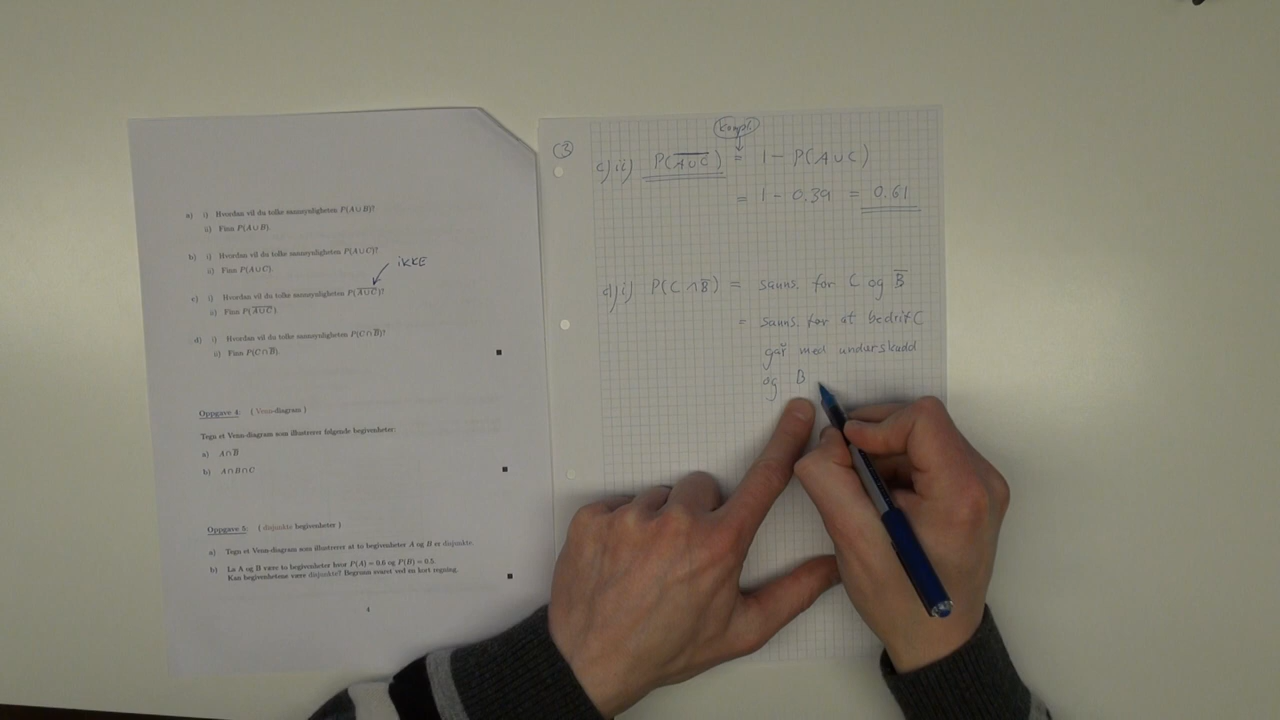 a) i) Hvordan vil du tolke sannsynligheten P(A∪B)?
ii) Finn P(A∪B).
b) i) Hvordan vil du tolke sannsynligheten P(A∪C)?
ii) Finn P(A∪C).
IKKE
c) i) Hvordan vil du tolke sannsynligheten P(A̅∪̅C̅)?
ii) Finn P(A̅∪̅C̅).
d) i) Hvordan vil du tolke sannsynligheten P(C∩B̅)?
ii) Finn P(C∩B̅).
■
Oppgave 4: ( Venn-diagram )
Tegn et Venn-diagram som illustrerer følgende begivenheter:
a) A∩B̅
b) A∩B∩C
■
Oppgave 5: ( disjunkte begivenheter )
a) Tegn et Venn-diagram som illustrerer at to begivenheter A og B er disjunkte.
b) La A og B være to begivenheter hvor P(A) = 0.6 og P(B) = 0.5.
Kan begivenhetene være disjunkte? Begrunn svaret ved en kort regning.
■
4
(3)
Kompl.
c) ii) P(A̅∪̅C̅) = 1 - P(A∪C)
= 1 - 0.39 = 0.61
d) i) P(C∩B̅) = sanns. for C og B̅
= sanns. for at bedrift C
går med underskudd
og B